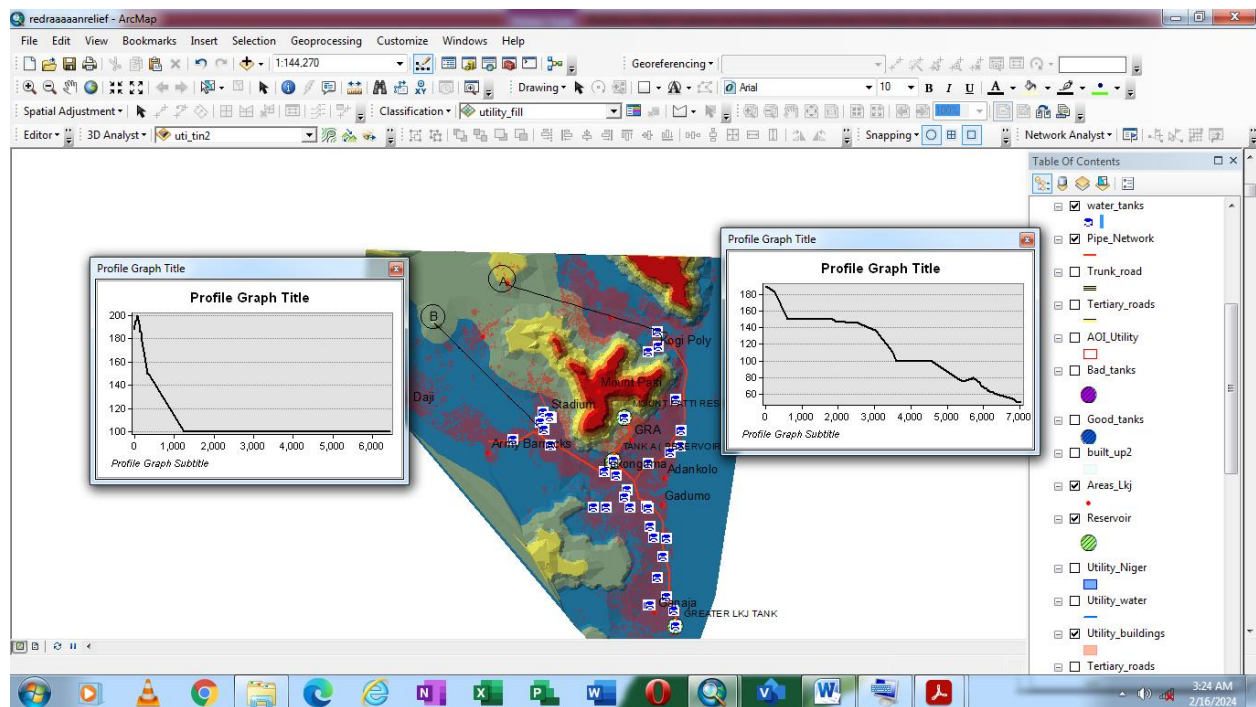 redraaaaanrelief - ArcMap
File Edit View Bookmarks Insert Selection Geoprocessing Customize Windows Help
1:144,270 Georeferencing
Drawing Arial 10 B I U A
Spatial Adjustment Classification utility_fill 100%
Editor 3D Analyst uti_tin2 Snapping Network Analyst
Table Of Contents
water_tanks
Pipe_Network
Trunk_road
Tertiary_roads
AOI_Utility
Bad_tanks
Good_tanks
built_up2
Areas_Lkj
Reservoir
Utility_Niger
Utility_water
Utility_buildings
Tertiary_roads
Profile Graph Title
Profile Graph Title
200
180
160
140
120
100
0 1,000 2,000 3,000 4,000 5,000 6,000
Profile Graph Subtitle
Profile Graph Title
Profile Graph Title
180
160
140
120
100
80
60
0 1,000 2,000 3,000 4,000 5,000 6,000 7,000
Profile Graph Subtitle
A
B
Kogi Poly
Daji
Stadium
GRA
Adankolo
Gadumo
GREATER LKJ TANK
3:24 AM
2/16/2024